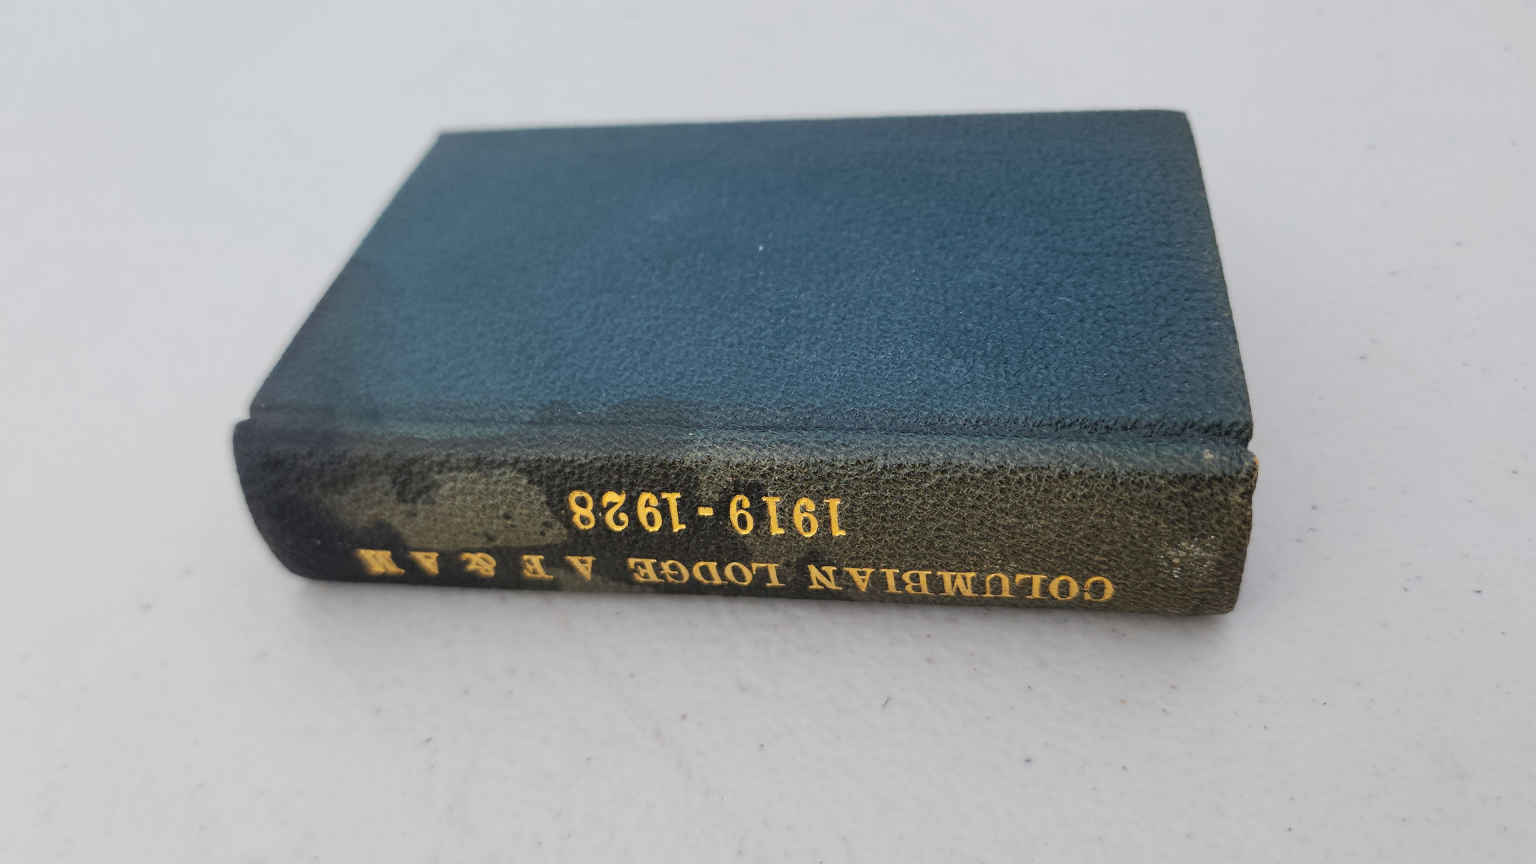 COLUMBIAN LODGE A F & A M
1919 - 1928